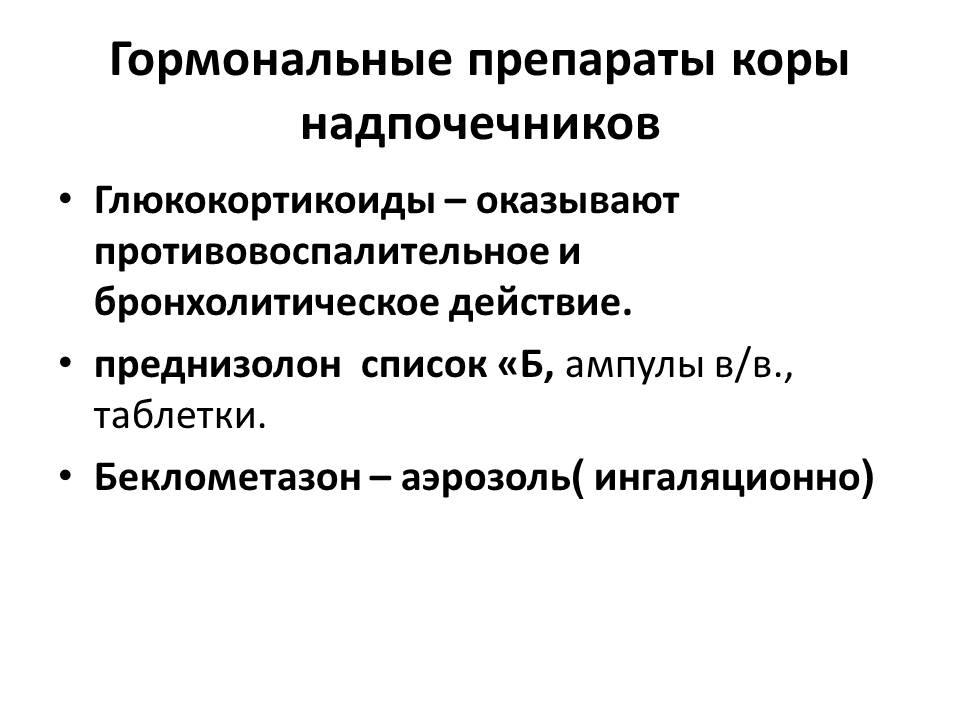 Гормональные препараты коры
надпочечников
• Глюкокортикоиды – оказывают
противовоспалительное и
бронхолитическое действие.
• преднизолон  список «Б, ампулы в/в.,
таблетки.
• Беклометазон – аэрозоль( ингаляционно)